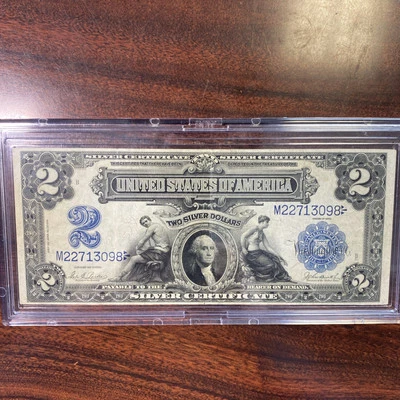 SILVER CERTIFICATE SILVER CERTIFICATE
2 2
UNITED STATES OF AMERICA
2 TWO SILVER DOLLARS M22713098
M22713098
2 2
PAYABLE TO THE BEARER ON DEMAND.
SILVER CERTIFICATE